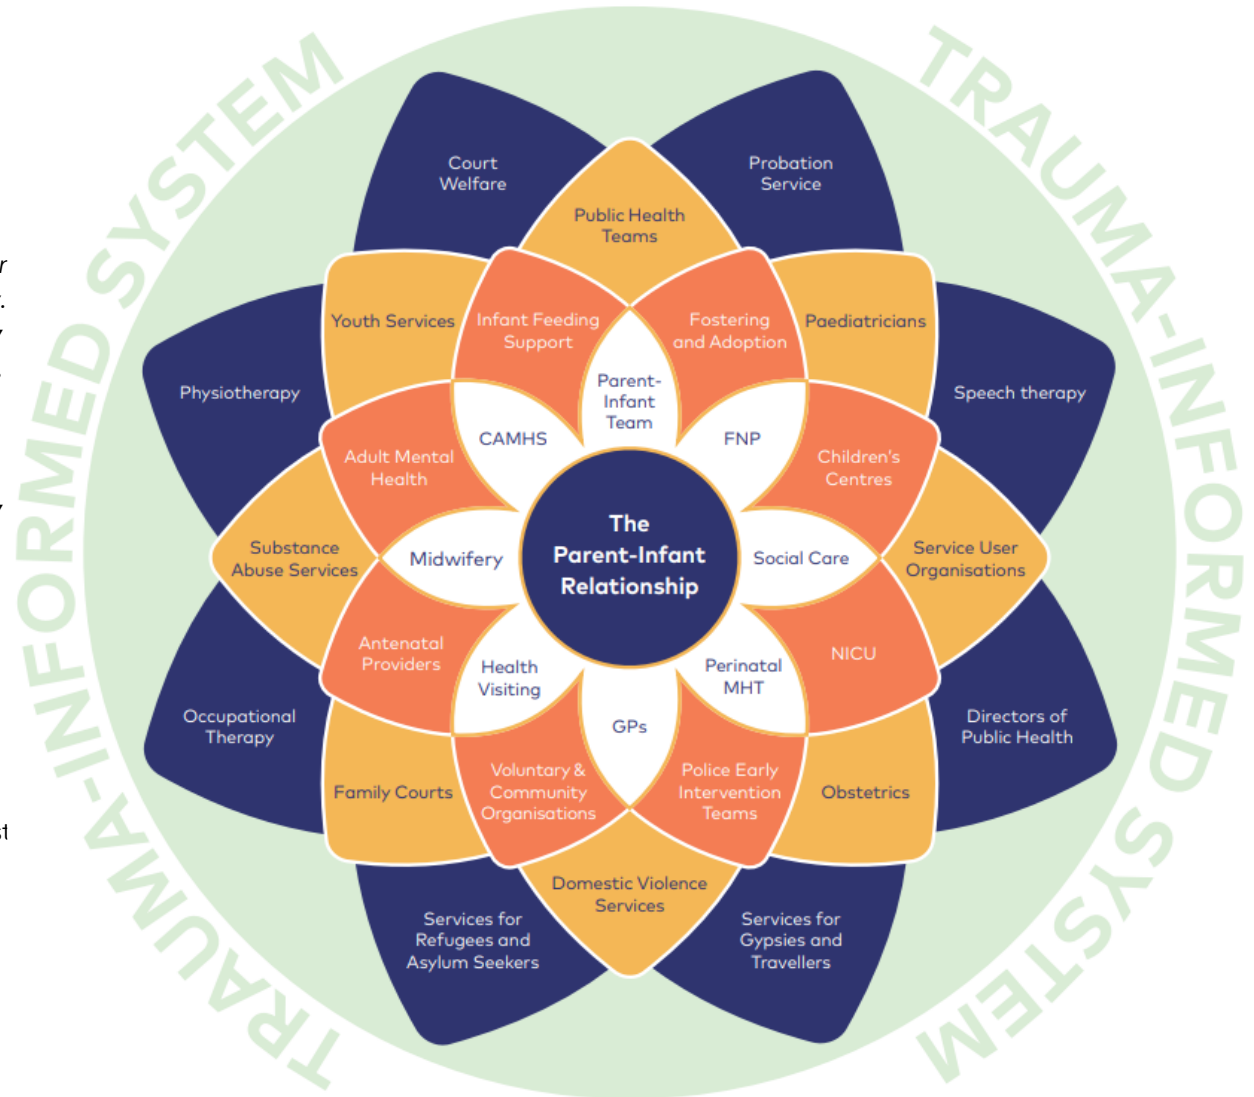 TRAUMA-INFORMED SYSTEM
TRAUMA-INFORMED SYSTEM
Court
Welfare
Probation
Service
Public Health
Teams
Youth Services
Infant Feeding
Support
Fostering
and Adoption
Paediatricians
Physiotherapy
Speech therapy
Parent-
Infant
Team
CAMHS
FNP
Adult Mental
Health
Children's
Centres
The
Parent-Infant
Relationship
Substance
Abuse Services
Midwifery
Social Care
Service User
Organisations
Antenatal
Providers
Health
Visiting
Perinatal
MHT
NICU
GPs
Occupational
Therapy
Directors of
Public Health
Family Courts
Voluntary &
Community
Organisations
Police Early
Intervention
Teams
Obstetrics
Domestic Violence
Services
Services for
Refugees and
Asylum Seekers
Services for
Gypsies and
Travellers